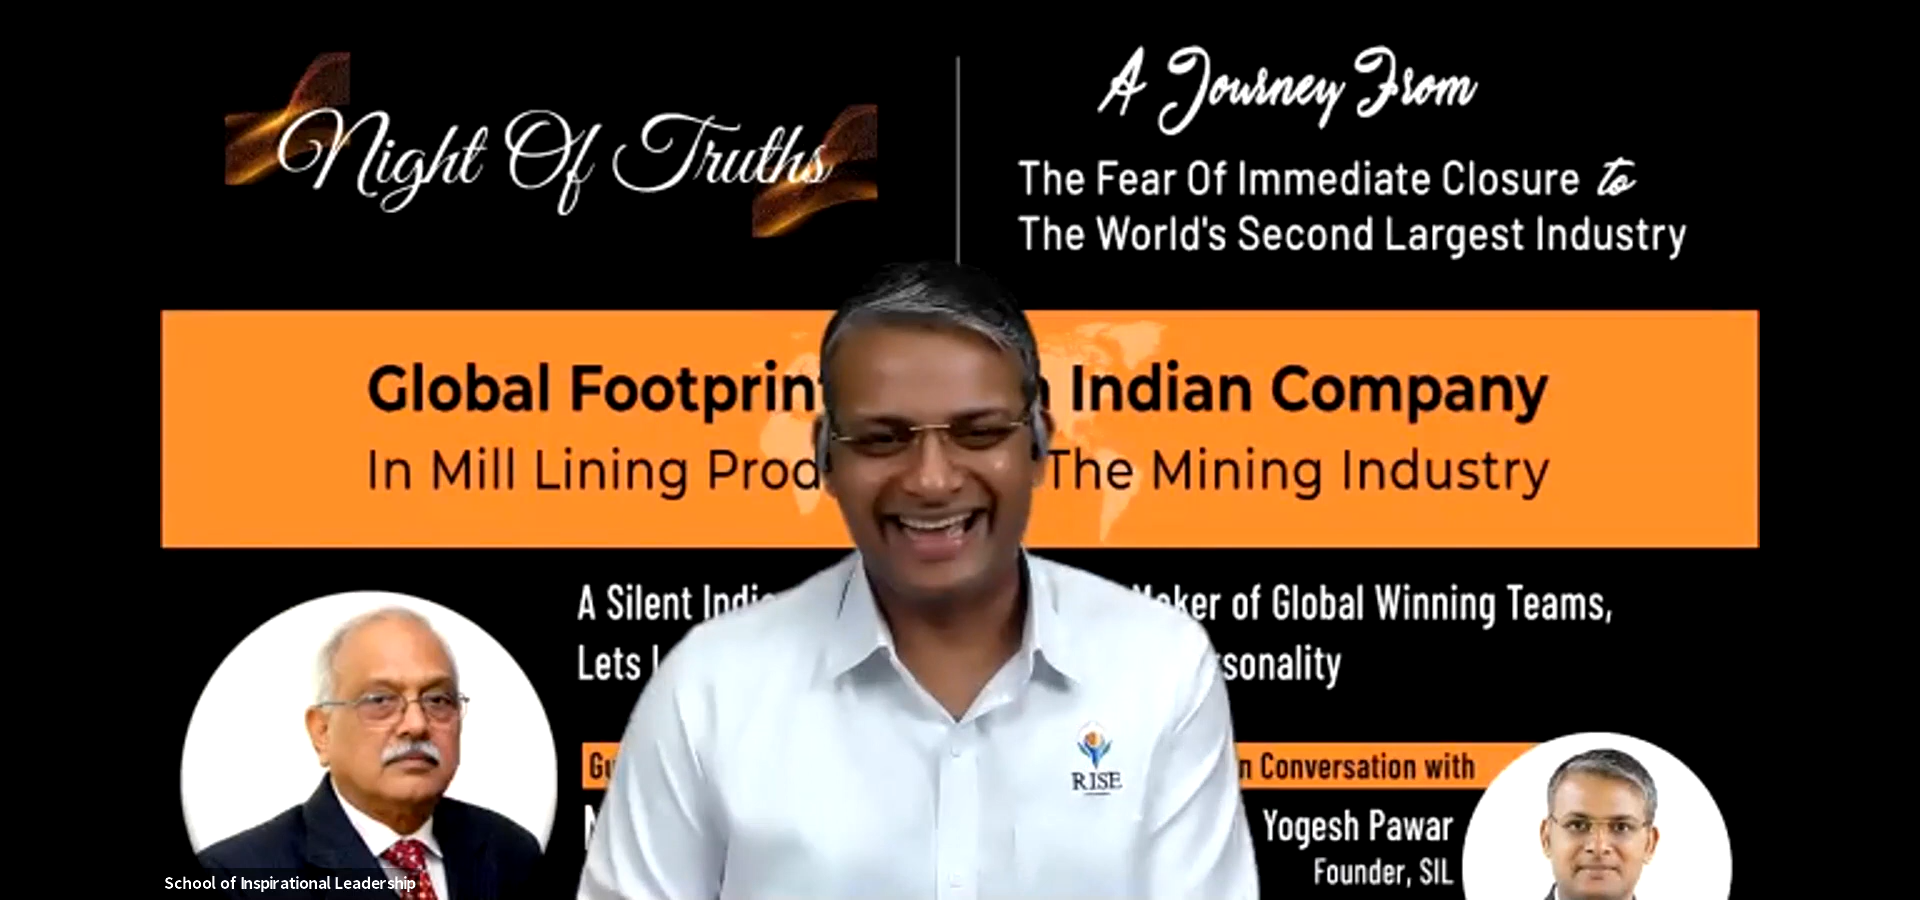 Night Of Truths
A Journey From
The Fear Of Immediate Closure to
The World's Second Largest Industry
Global Footprin Indian Company
In Mill Lining Prod The Mining Industry
A Silent Indi Maker of Global Winning Teams,
Lets L sonality
Gu n Conversation with
RISE
Yogesh Pawar
Founder, SIL
School of Inspirational Leadership